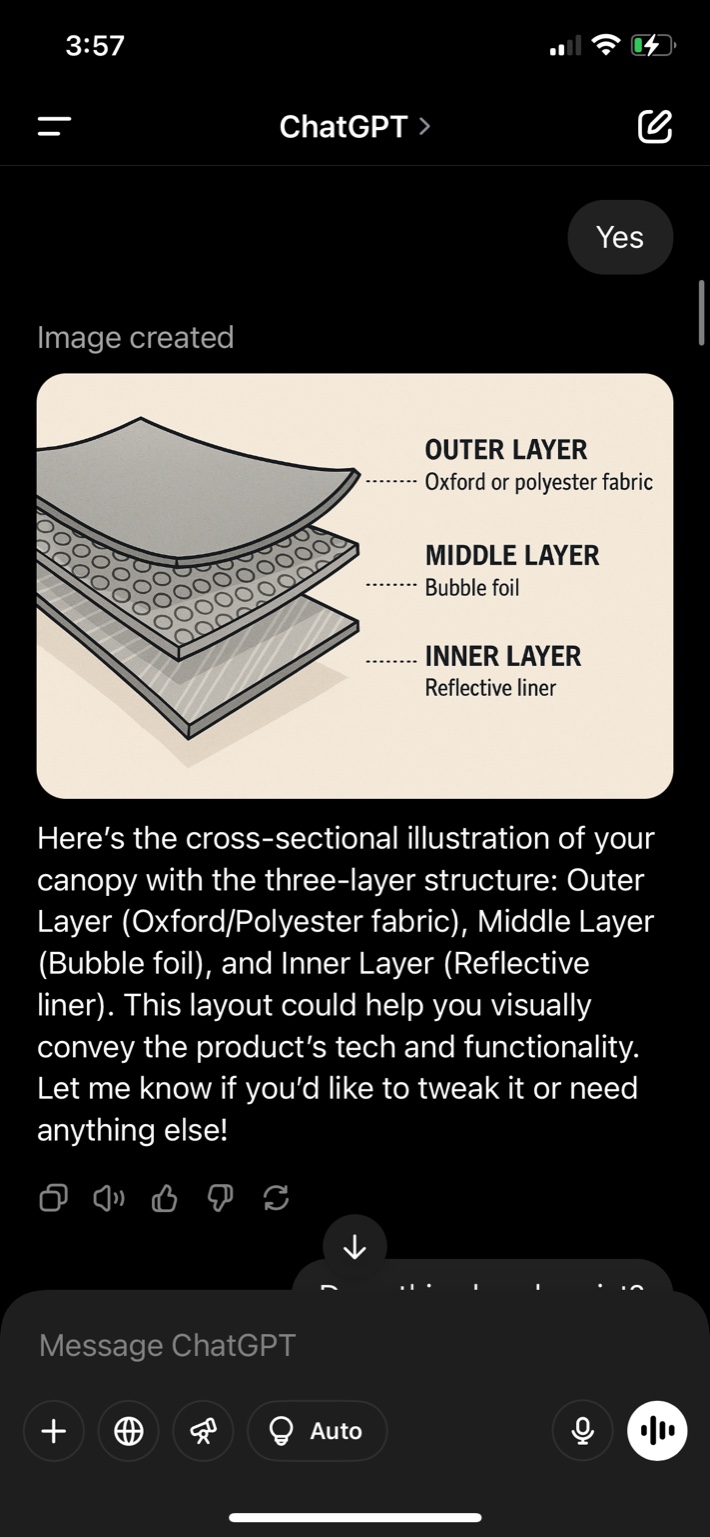 3:57
ChatGPT >
Yes
Image created
OUTER LAYER
Oxford or polyester fabric
MIDDLE LAYER
Bubble foil
INNER LAYER
Reflective liner
Here’s the cross-sectional illustration of your
canopy with the three-layer structure: Outer
Layer (Oxford/Polyester fabric), Middle Layer
(Bubble foil), and Inner Layer (Reflective
liner). This layout could help you visually
convey the product’s tech and functionality.
Let me know if you’d like to tweak it or need
anything else!
Message ChatGPT
Auto